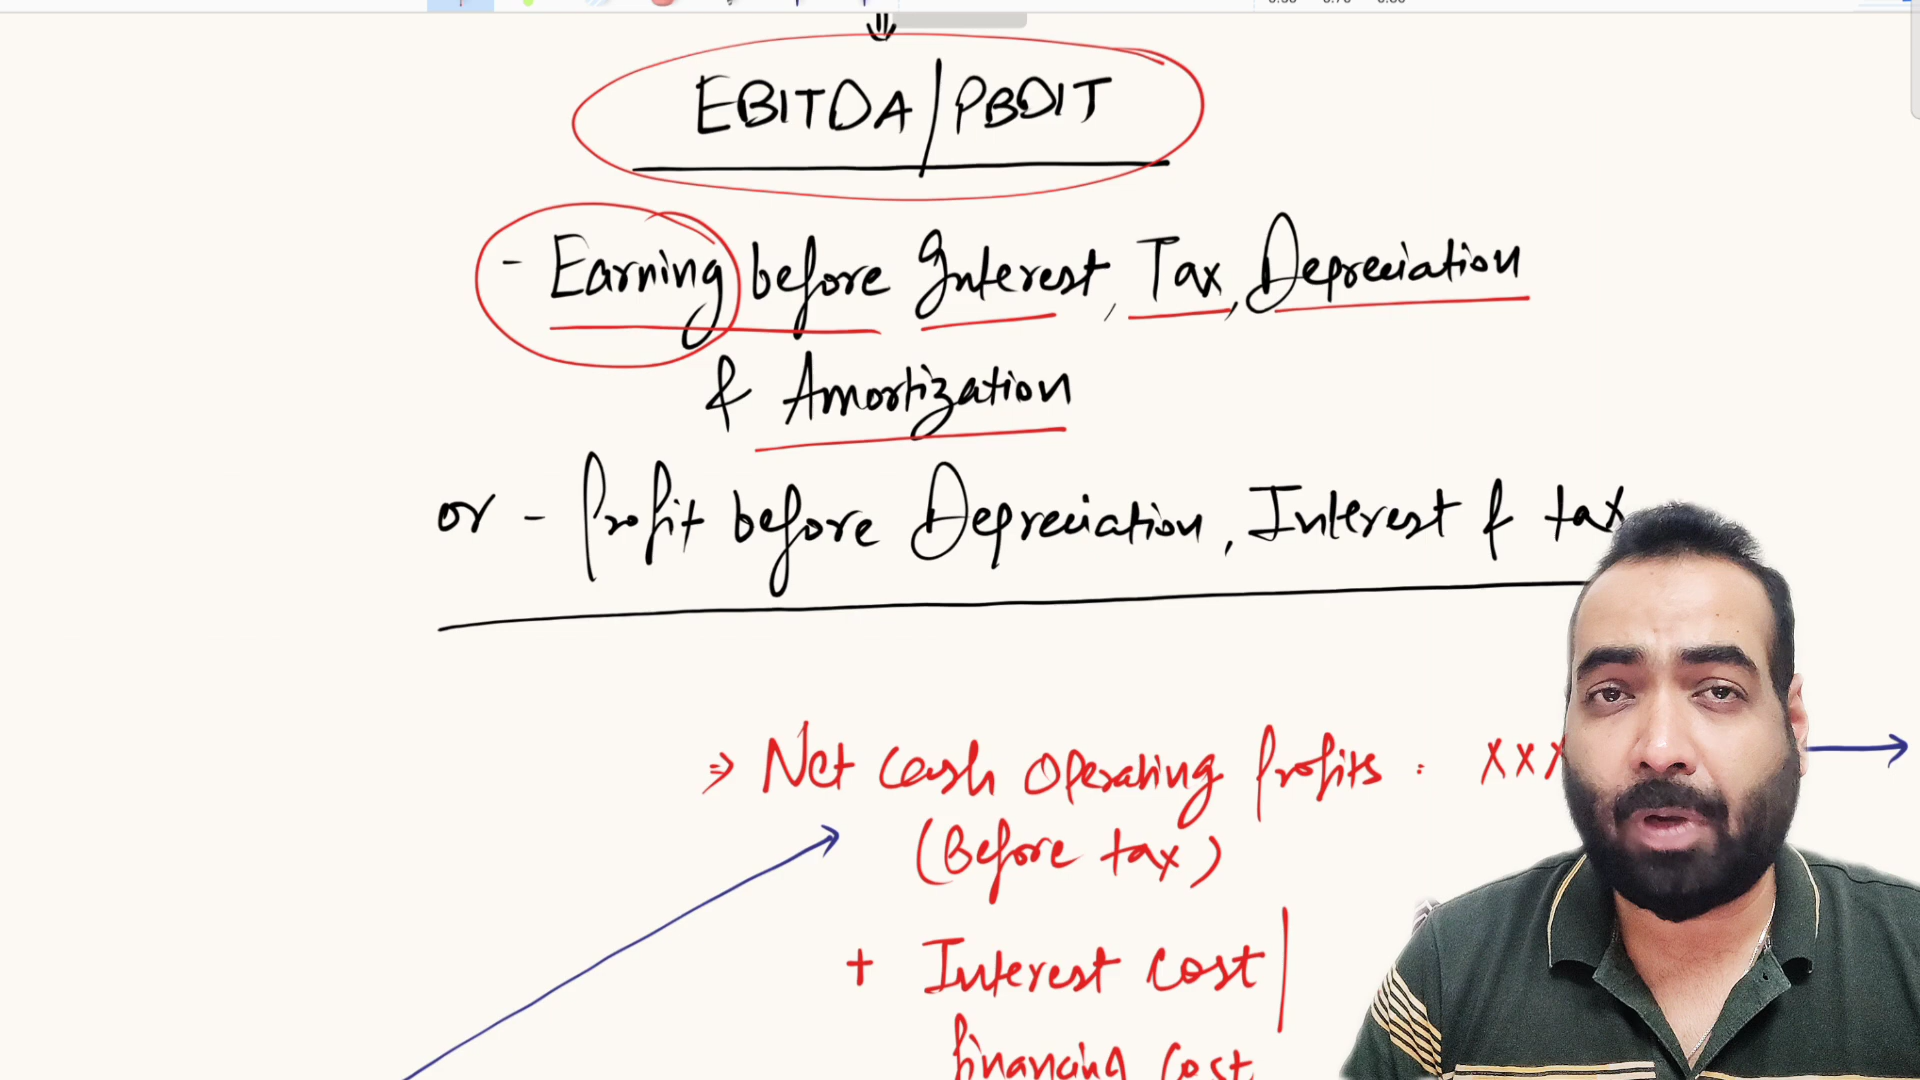 EBITDA/PBDIT
- Earning before Interest, Tax, Depreciation
& Amortization
or - Profit before Depreciation, Interest & tax
⇒ Net Cash Operating Profits : xxx
(Before tax)
+ Interest Cost/
financing Cost